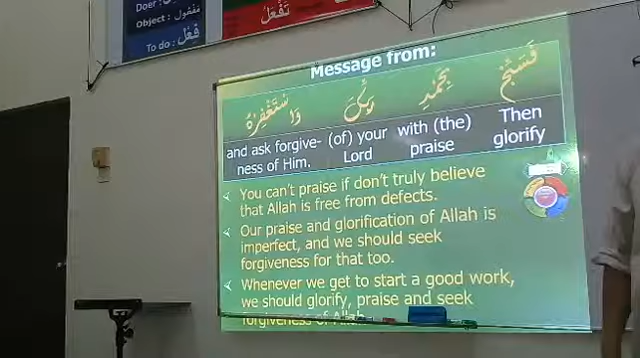 Doer: فاعل
Object: مفعول
To do: فِعْل
تَفْعَلُ
Message from:
فَسَبِّحْ بِحَمْدِ رَبِّكَ وَاسْتَغْفِرْهُ
Then glorify
with (the) praise
(of) your Lord
and ask forgive-
ness of Him.
You can't praise if don't truly believe
that Allah is free from defects.
Our praise and glorification of Allah is
imperfect, and we should seek
forgiveness for that too.
Whenever we get to start a good work,
we should glorify, praise and seek
forgiveness of Allah